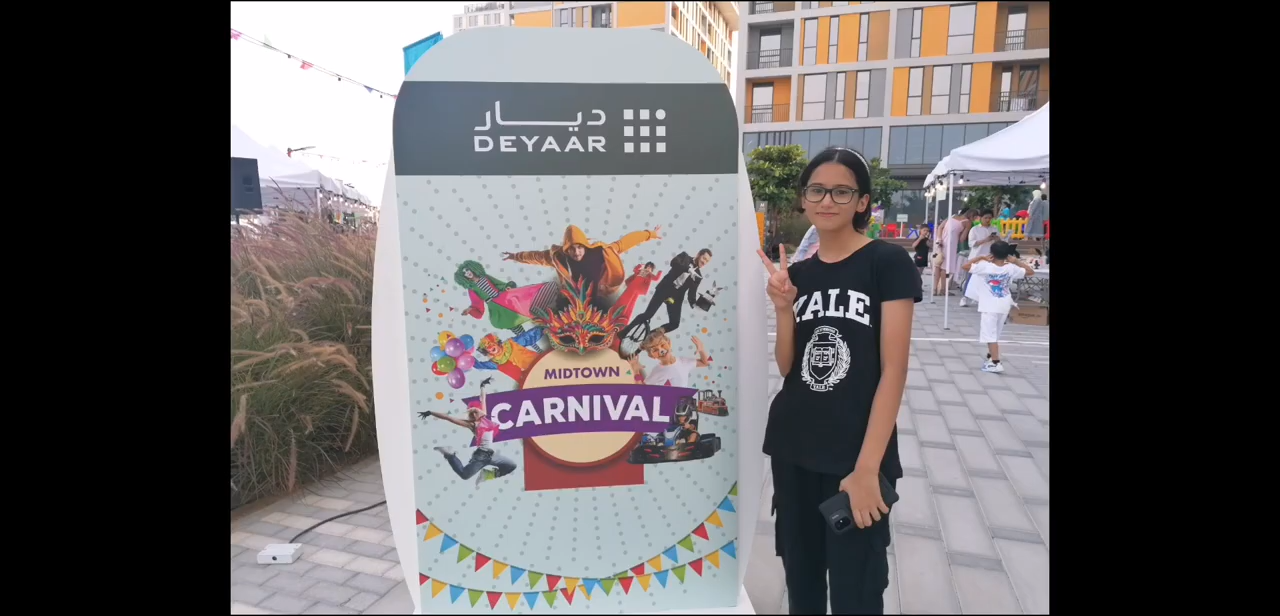 ديار
DEYAAR
MIDTOWN
CARNIVAL
YALE